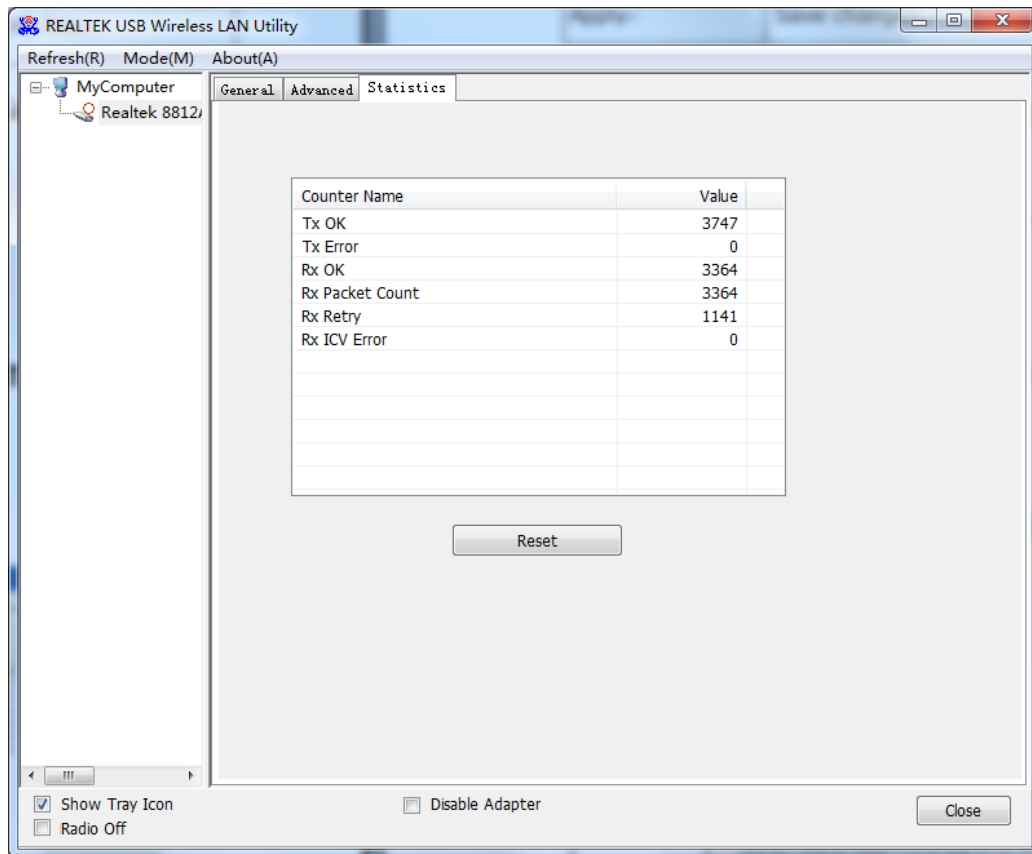 REALTEK USB Wireless LAN Utility
Refresh(R) Mode(M) About(A)
MyComputer
Realtek 8812A
General Advanced Statistics
Counter Name Value
Tx OK 3747
Tx Error 0
Rx OK 3364
Rx Packet Count 3364
Rx Retry 1141
Rx ICV Error 0
Reset
Show Tray Icon
Radio Off
Disable Adapter
Close